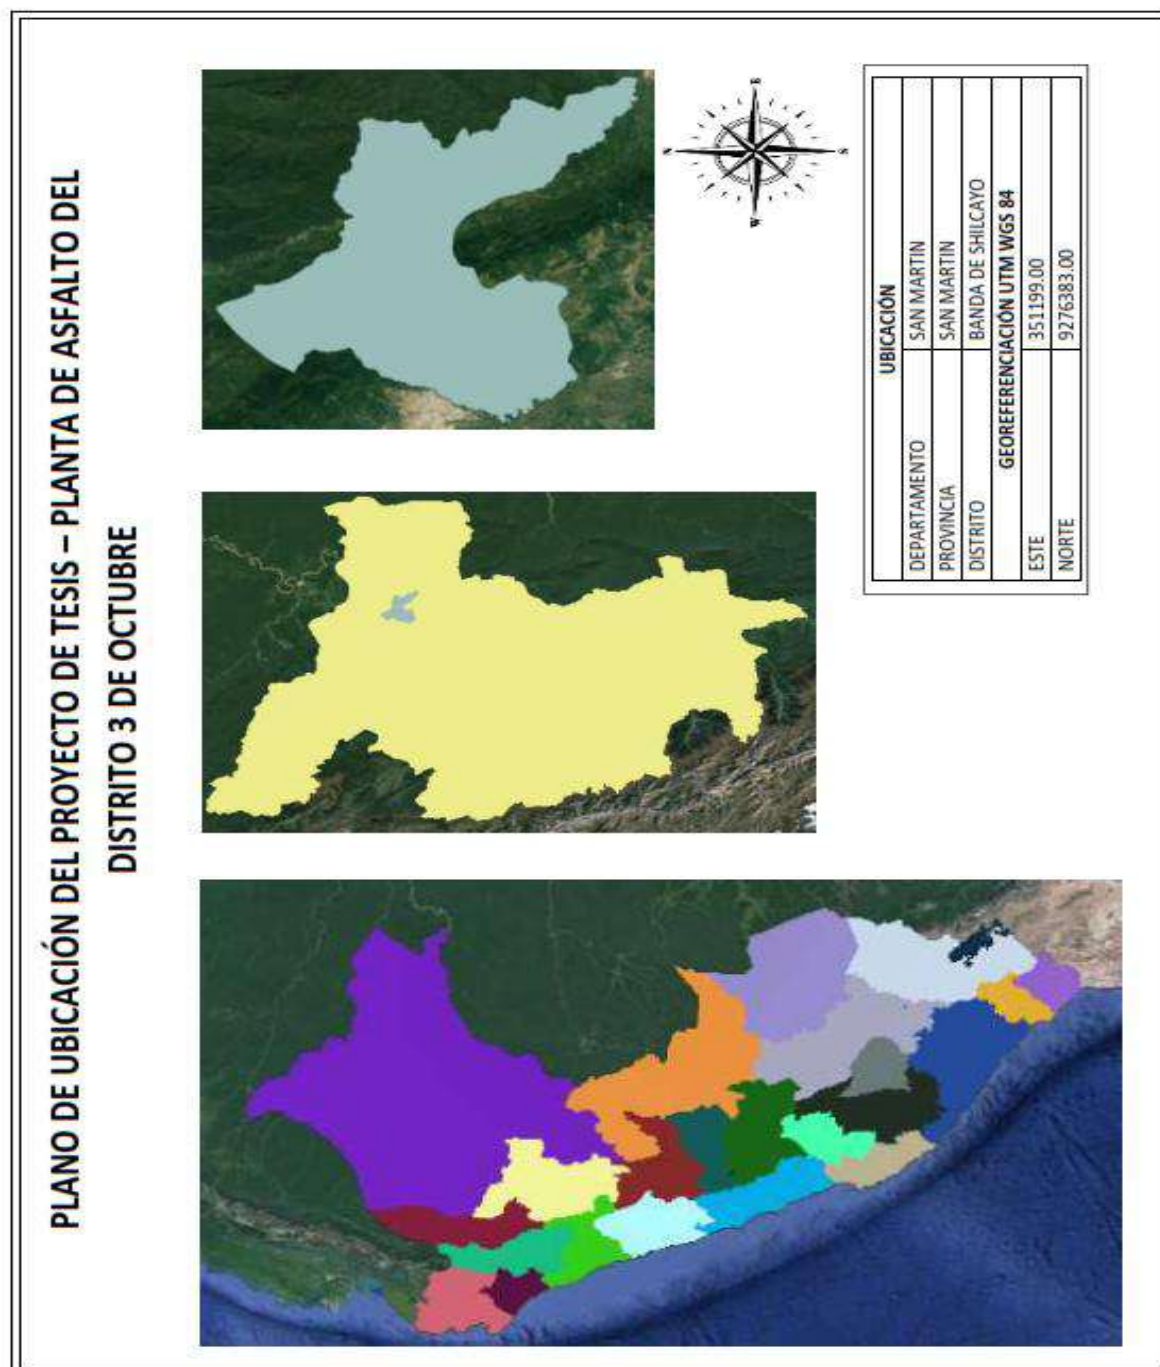 PLANO DE UBICACIÓN DEL PROYECTO DE TESIS – PLANTA DE ASFALTO DEL
DISTRITO 3 DE OCTUBRE
E
S
S
W
UBICACIÓN
DEPARTAMENTO SAN MARTIN
PROVINCIA SAN MARTIN
DISTRITO BANDA DE SHILCAYO
GEOREFERENCIACIÓN UTM WGS 84
ESTE 351199.00
NORTE 9276383.00